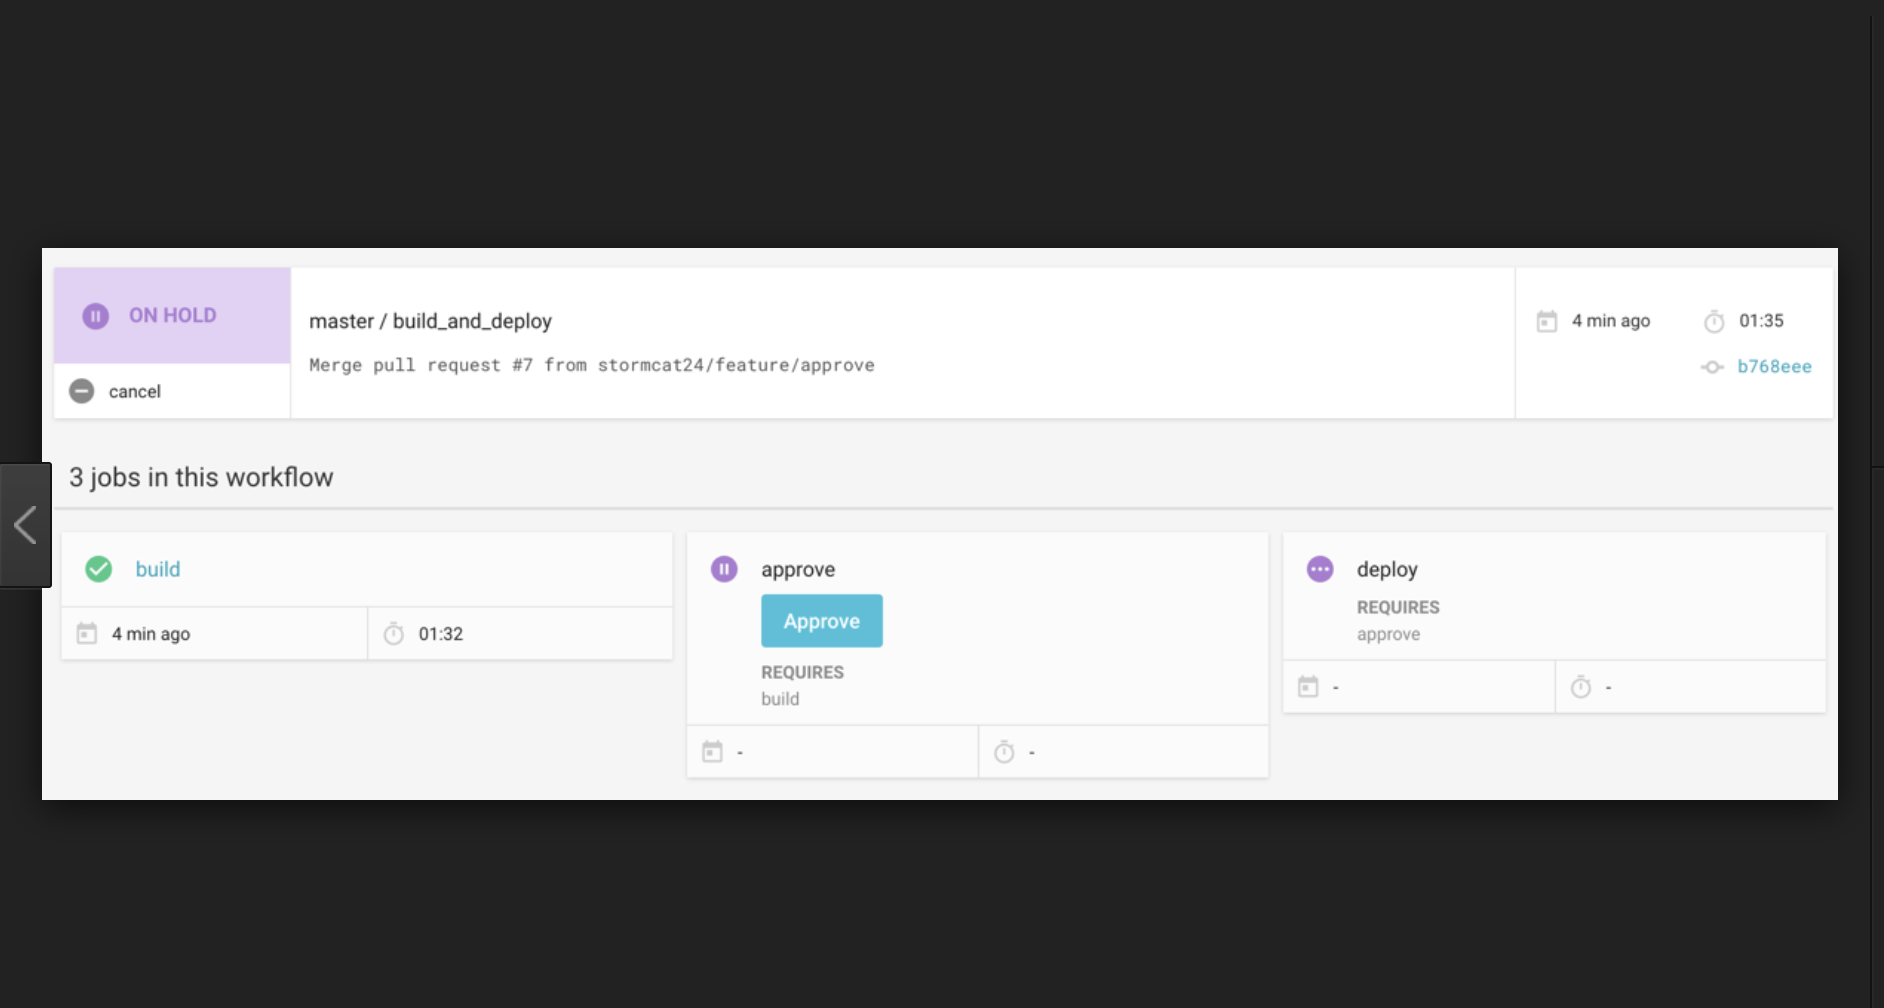 ON HOLD
cancel
master / build_and_deploy
Merge pull request #7 from stormcat24/feature/approve
4 min ago
01:35
b768eee
3 jobs in this workflow
build
4 min ago
01:32
approve
Approve
REQUIRES
build
-
-
deploy
REQUIRES
approve
-
-